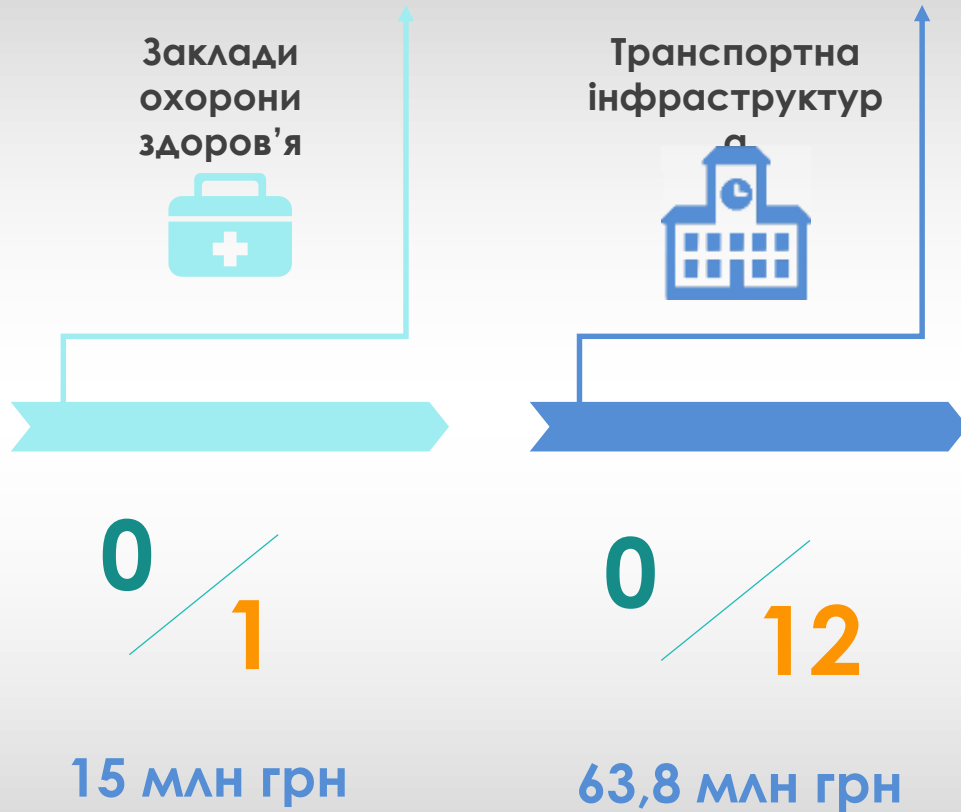 Заклади
охорони
здоров’я
Транспортна
інфраструктур
а
0
1
0
12
15 млн грн
63,8 млн грн